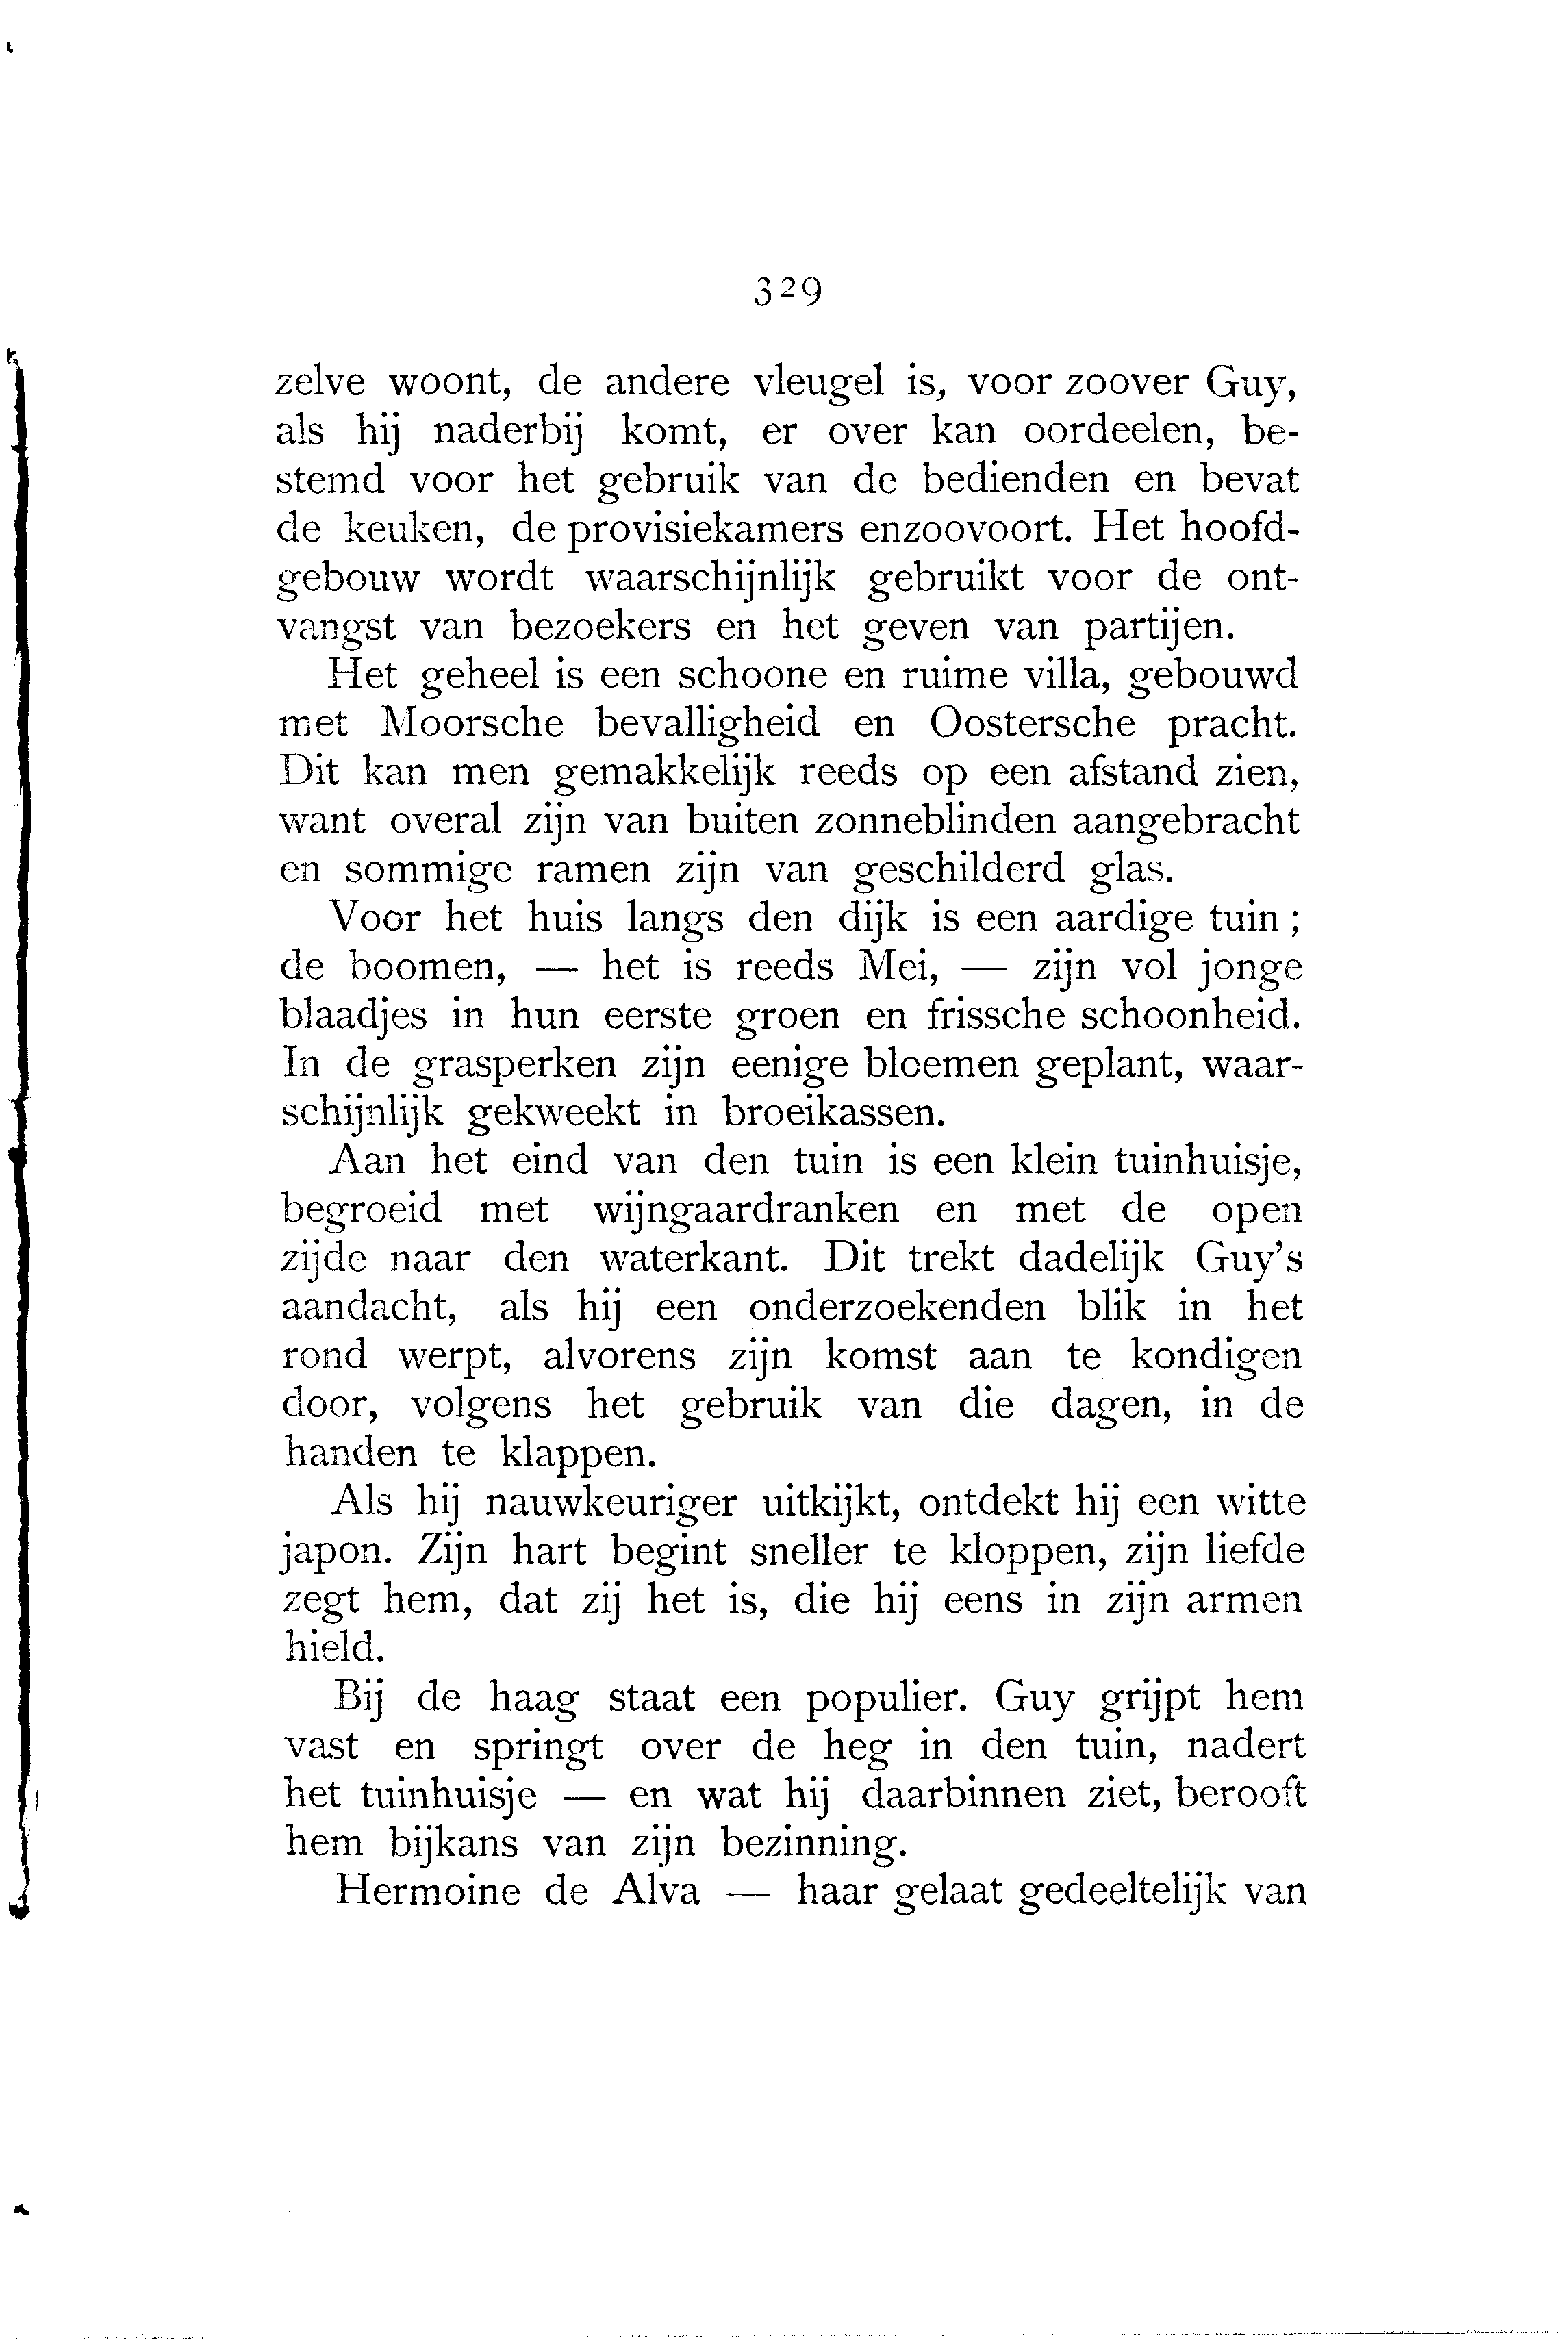 329
zelve woont, de andere vleugel is, voor zoover Guy,
als hij naderbij komt, er over kan oordeelen, be-
stemd voor het gebruik van de bedienden en bevat
de keuken, de provisiekamers enzoovoort. Het hoofd-
gebouw wordt waarschijnlijk gebruikt voor de ont-
vangst van bezoekers en het geven van partijen.
Het geheel is een schoone en ruime villa, gebouwd
met Moorsche bevalligheid en Oostersche pracht.
Dit kan men gemakkelijk reeds op een afstand zien,
want overal zijn van buiten zonneblinden aangebracht
en sommige ramen zijn van geschilderd glas.
Voor het huis langs den dijk is een aardige tuin ;
de boomen, — het is reeds Mei, — zijn vol jonge
blaadjes in hun eerste groen en frissche schoonheid.
In de grasperken zijn eenige bloemen geplant, waar-
schijnlijk gekweekt in broeikassen.
Aan het eind van den tuin is een klein tuinhuisje,
begroeid met wijngaardranken en met de open
zijde naar den waterkant. Dit trekt dadelijk Guy's
aandacht, als hij een onderzoekenden blik in het
rond werpt, alvorens zijn komst aan te kondigen
door, volgens het gebruik van die dagen, in de
handen te klappen.
Als hij nauwkeuriger uitkijkt, ontdekt hij een witte
japon. Zijn hart begint sneller te kloppen, zijn liefde
zegt hem, dat zij het is, die hij eens in zijn armen
hield.
Bij de haag staat een populier. Guy grijpt hem
vast en springt over de heg in den tuin, nadert
het tuinhuisje — en wat hij daarbinnen ziet, berooft
hem bijkans van zijn bezinning.
Hermoine de Alva — haar gelaat gedeeltelijk van